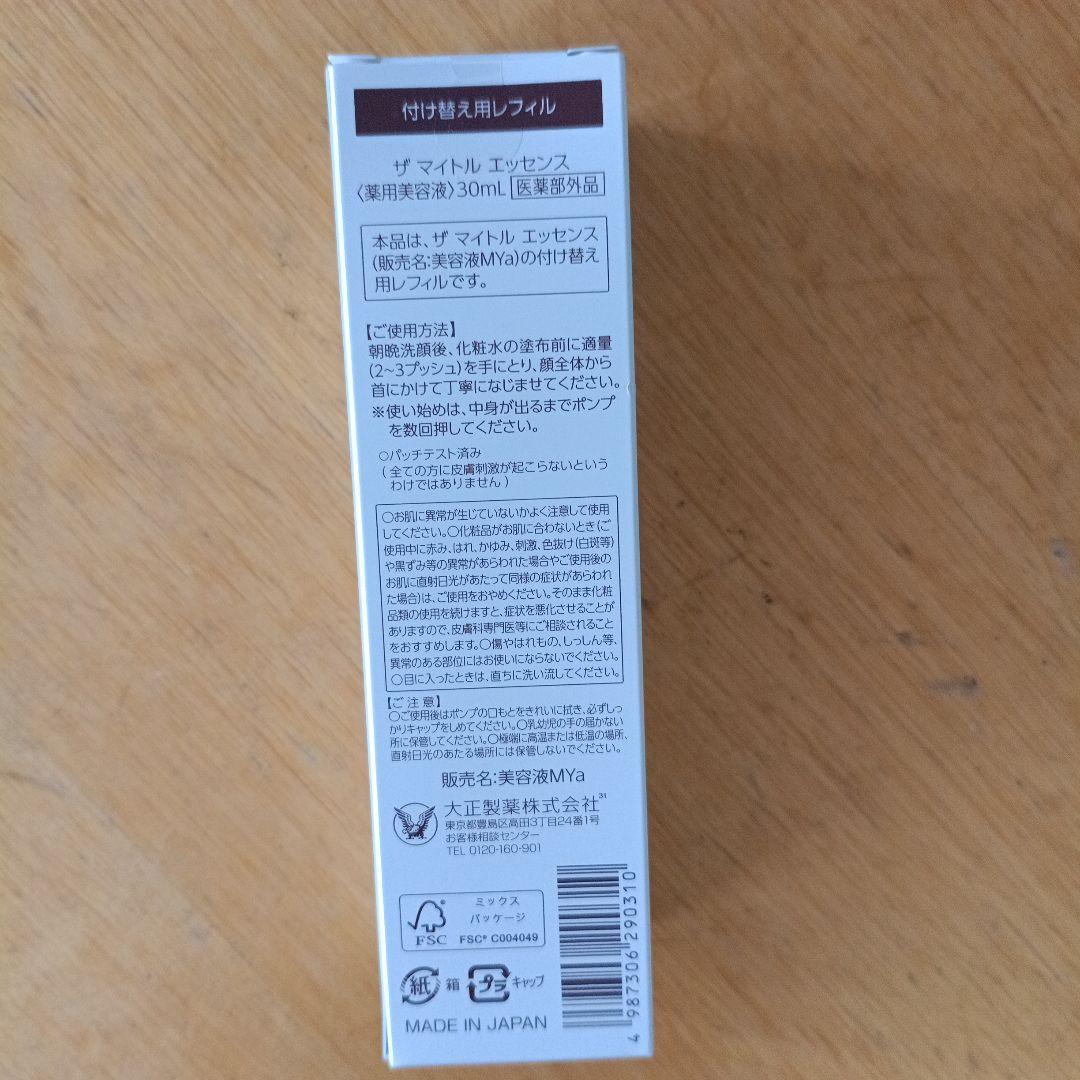 付け替え用レフィル
ザ マイトル エッセンス
〈薬用美容液〉30mL 医薬部外品
本品は、ザ マイトル エッセンス
(販売名:美容液MYa)の付け替え
用レフィルです。
【ご使用方法】
朝晩洗顔後、化粧水の塗布前に適量
(2~3プッシュ)を手にとり、顔全体から
首にかけて丁寧になじませてください。
※使い始めは、中身が出るまでポンプ
を数回押してください。
○パッチテスト済み
(全ての方に皮膚刺激が起こらないという
わけではありません)
○お肌に異常が生じていないかよく注意して使用
してください。○化粧品がお肌に合わないとき(ご
使用中に赤み、はれ、かゆみ、刺激、色抜け(白斑等)
や黒ずみ等の異常があらわれた場合やご使用後の
お肌に直射日光があたって同様の症状があらわれ
た場合)は、ご使用をおやめください。そのまま化粧
品類の使用を続けますと、症状を悪化させることが
ありますので、皮膚科専門医等にご相談されること
をおすすめします。○傷やはれもの、しっしん等、
異常のある部位にはお使いにならないでください。
○目に入ったときは、直ちに洗い流してください。
【ご注意】
○ご使用後はポンプの口もとをきれいに拭き、必ずしっ
かりキャップをしめてください。○乳幼児の手の届かない
所に保管してください。○極端に高温または低温の場所、
直射日光のあたる場所には保管しないでください。
販売名:美容液MYa
大正製薬株式会社31
東京都豊島区高田3丁目24番1号
お客様相談センター
TEL 0120-160-901
ミックス
パッケージ
FSC FSC® C004049
紙 箱 プラ キャップ
MADE IN JAPAN
4 987306 290310